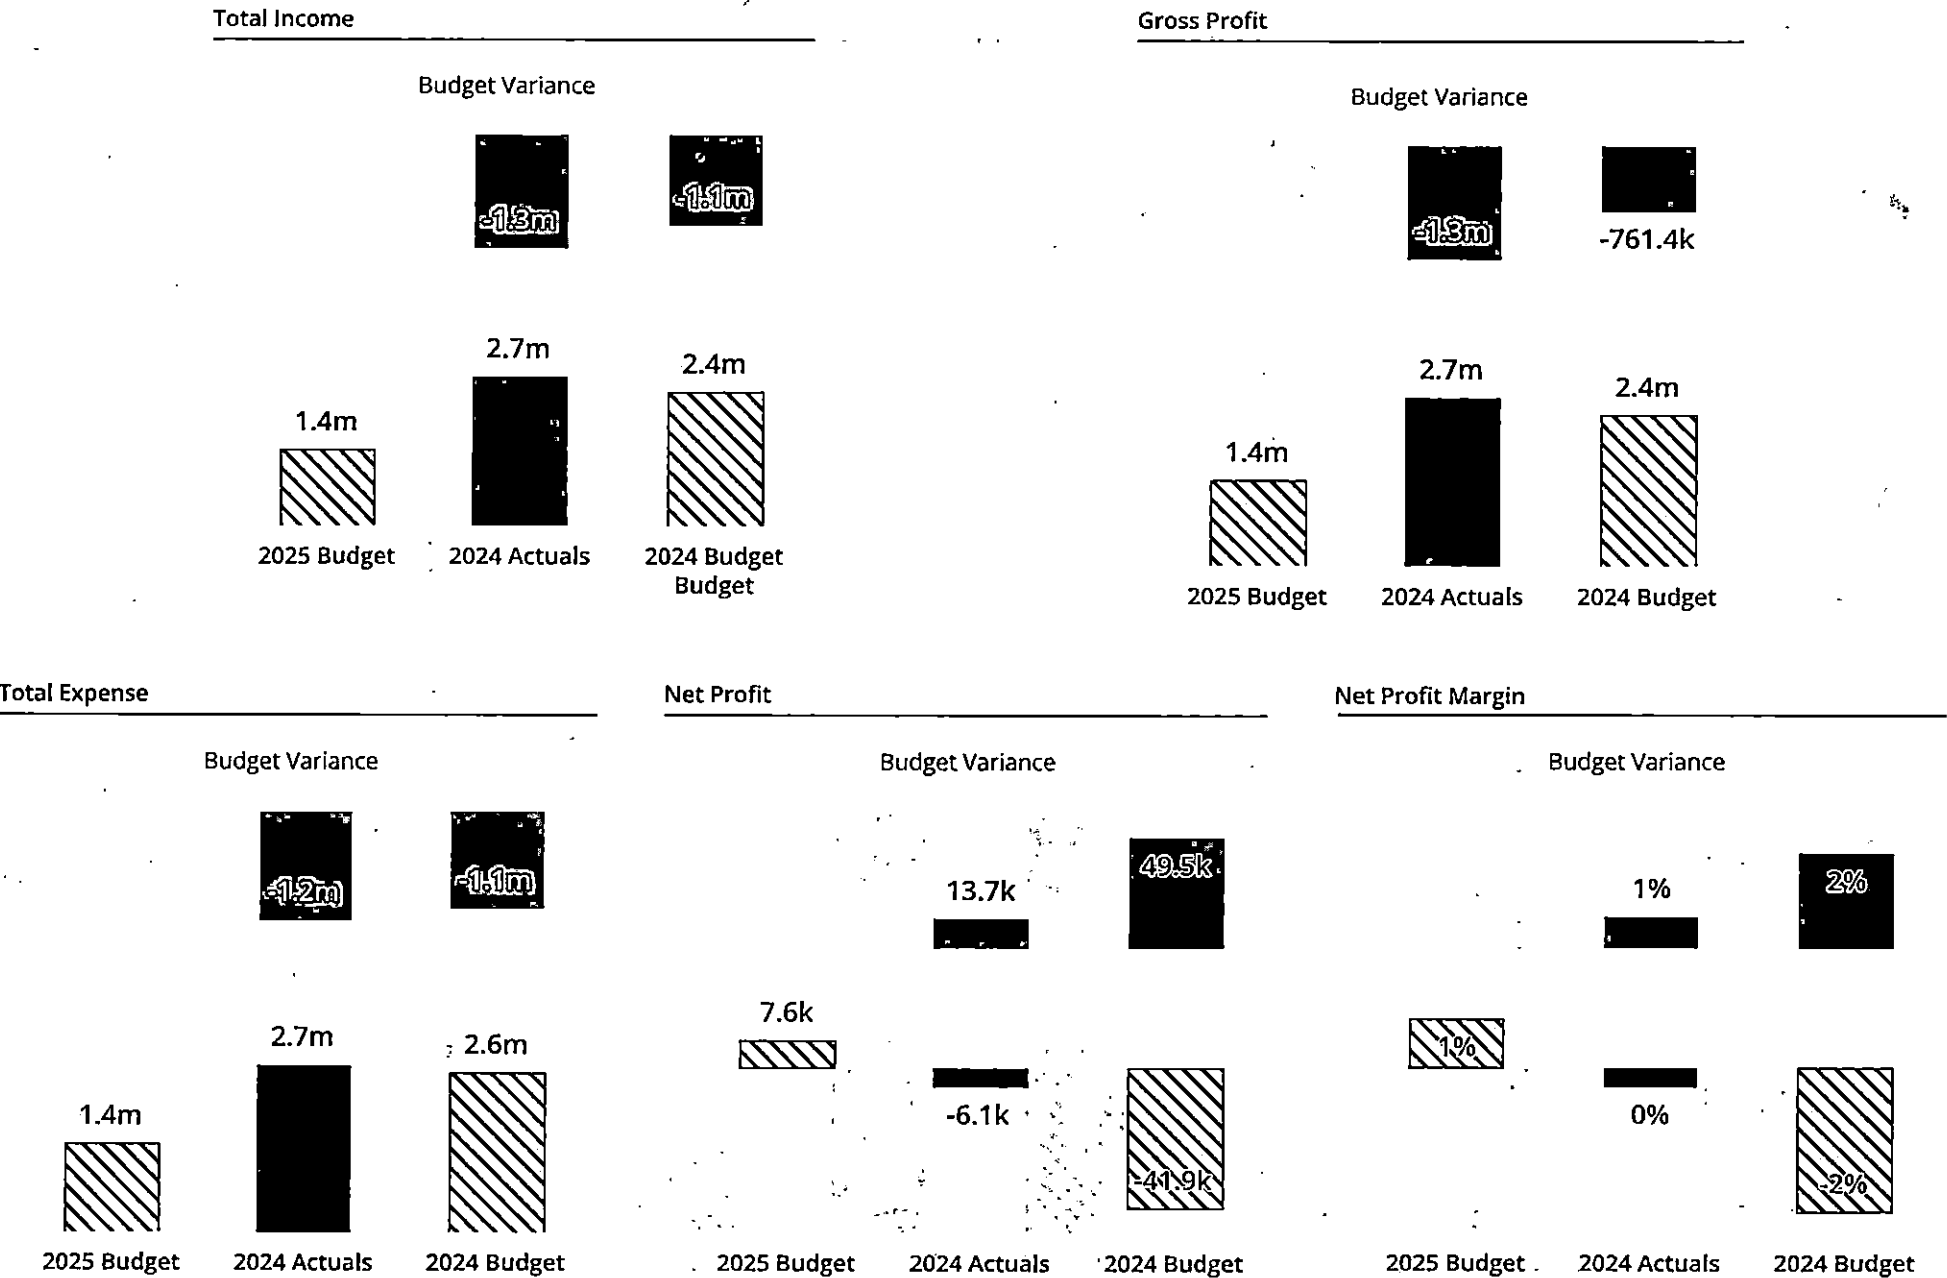 Total Income
Budget Variance
-1.3m
-1.1m
2.7m
2.4m
1.4m
2025 Budget
2024 Actuals
2024 Budget
Budget
Gross Profit
Budget Variance
-1.3m
-761.4k
2.7m
2.4m
1.4m
2025 Budget
2024 Actuals
2024 Budget
Total Expense
Budget Variance
-1.2m
-1.1m
2.7m
2.6m
1.4m
2025 Budget
2024 Actuals
2024 Budget
Net Profit
Budget Variance
49.5k
13.7k
7.6k
-6.1k
-41.9k
2025 Budget
2024 Actuals
2024 Budget
Net Profit Margin
Budget Variance
2%
1%
1%
0%
-2%
2025 Budget
2024 Actuals
2024 Budget